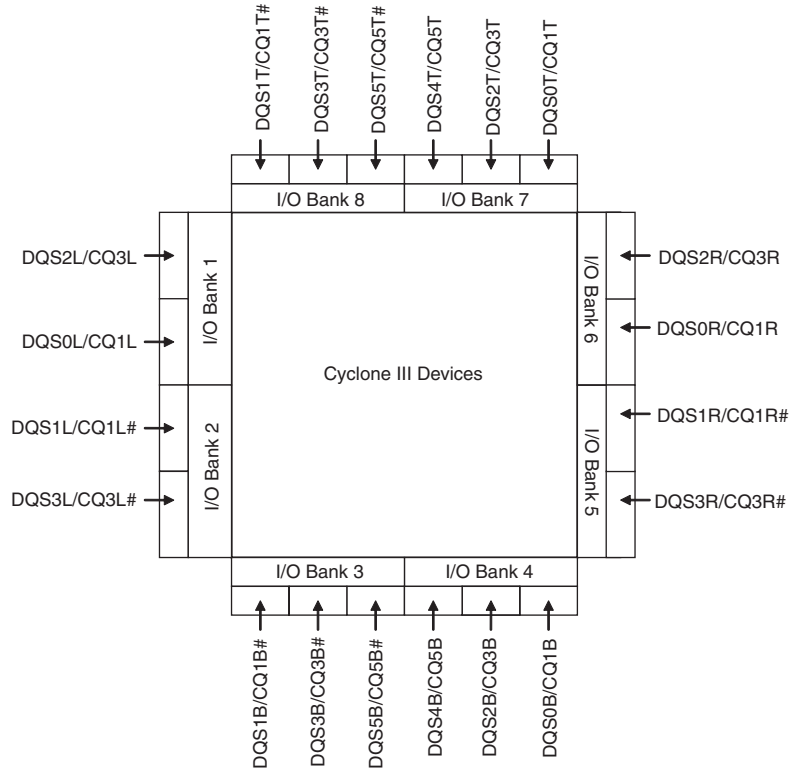 DQS1T/CQ1T#
DQS3T/CQ3T#
DQS5T/CQ5T#
DQS4T/CQ5T
DQS2T/CQ3T
DQS0T/CQ1T
I/O Bank 8
I/O Bank 7
DQS2L/CQ3L
DQS0L/CQ1L
DQS1L/CQ1L#
DQS3L/CQ3L#
I/O Bank 1
I/O Bank 2
Cyclone III Devices
I/O Bank 6
I/O Bank 5
DQS2R/CQ3R
DQS0R/CQ1R
DQS1R/CQ1R#
DQS3R/CQ3R#
I/O Bank 3
I/O Bank 4
DQS1B/CQ1B#
DQS3B/CQ3B#
DQS5B/CQ5B#
DQS4B/CQ5B
DQS2B/CQ3B
DQS0B/CQ1B